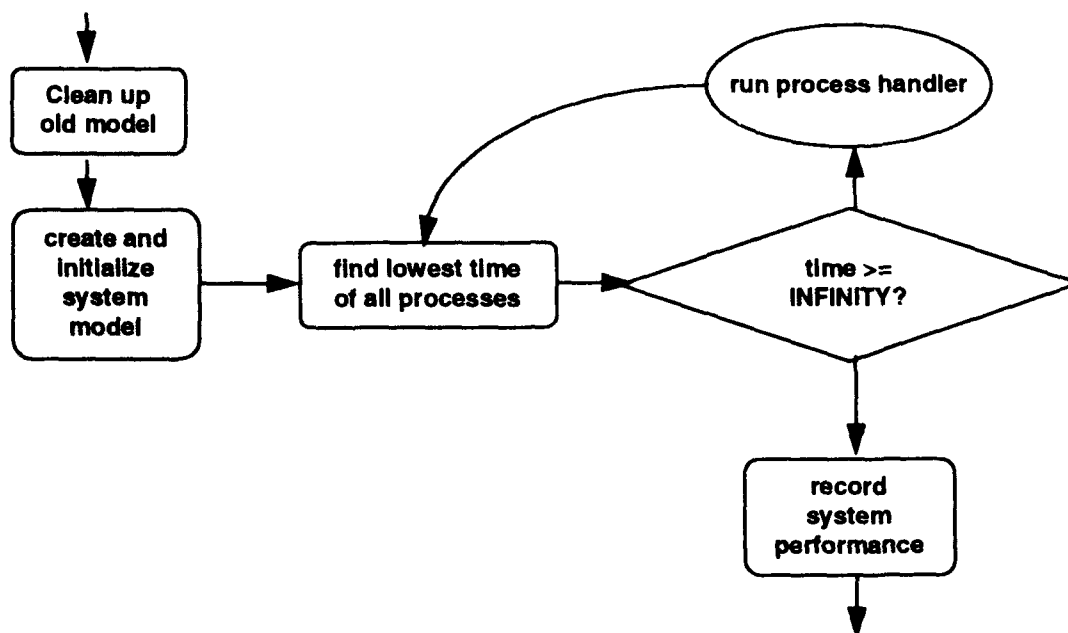 Clean up
old model
create and
initialize
system
model
find lowest time
of all processes
run process handler
time >=
INFINITY?
record
system
performance